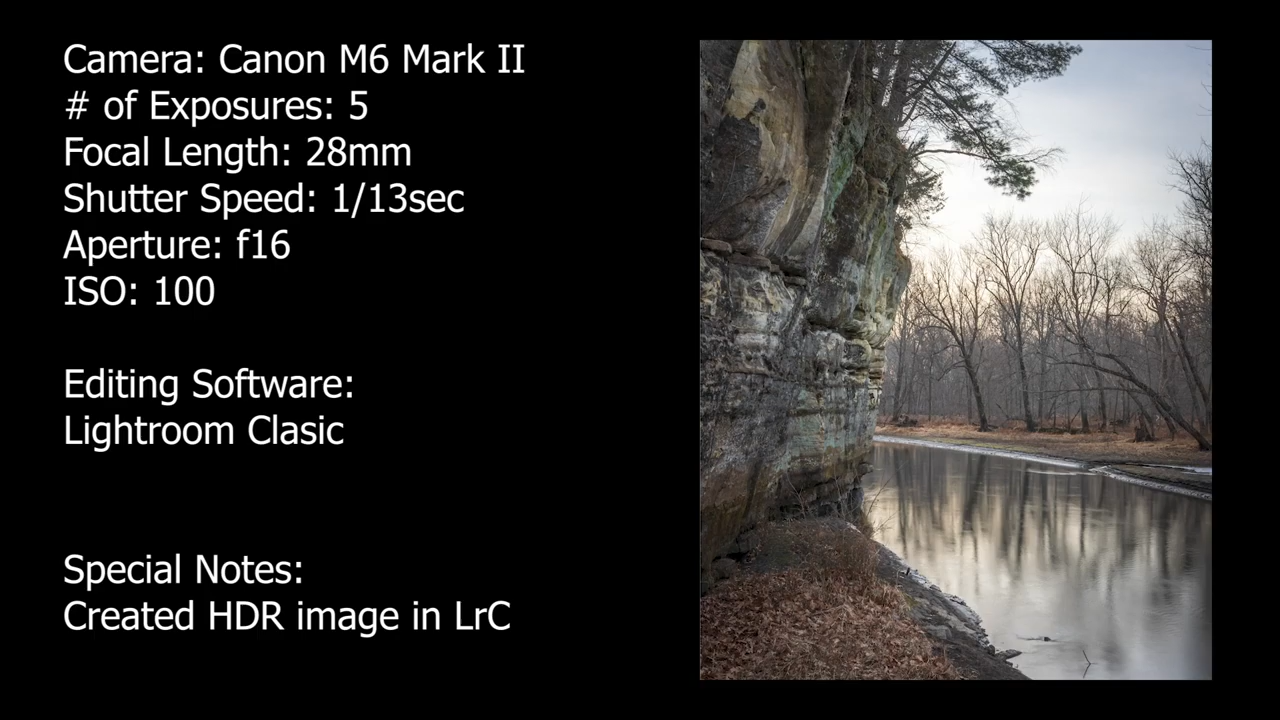 Camera: Canon M6 Mark II
# of Exposures: 5
Focal Length: 28mm
Shutter Speed: 1/13sec
Aperture: f16
ISO: 100
Editing Software:
Lightroom Clasic
Special Notes:
Created HDR image in LrC